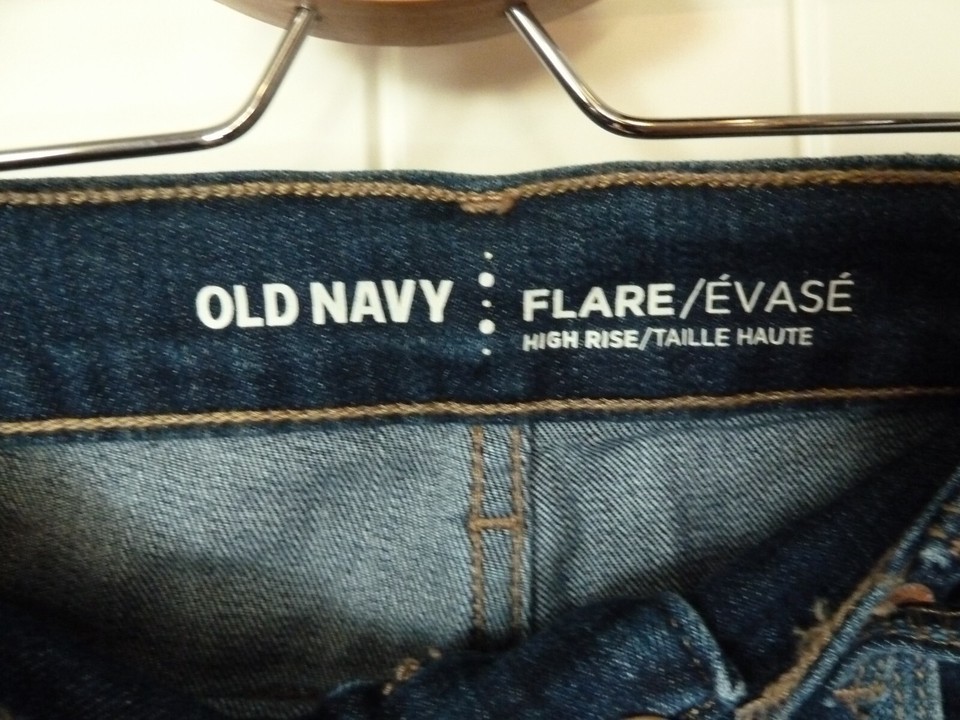 OLD NAVY
FLARE/ÉVASÉ
HIGH RISE/TAILLE HAUTE